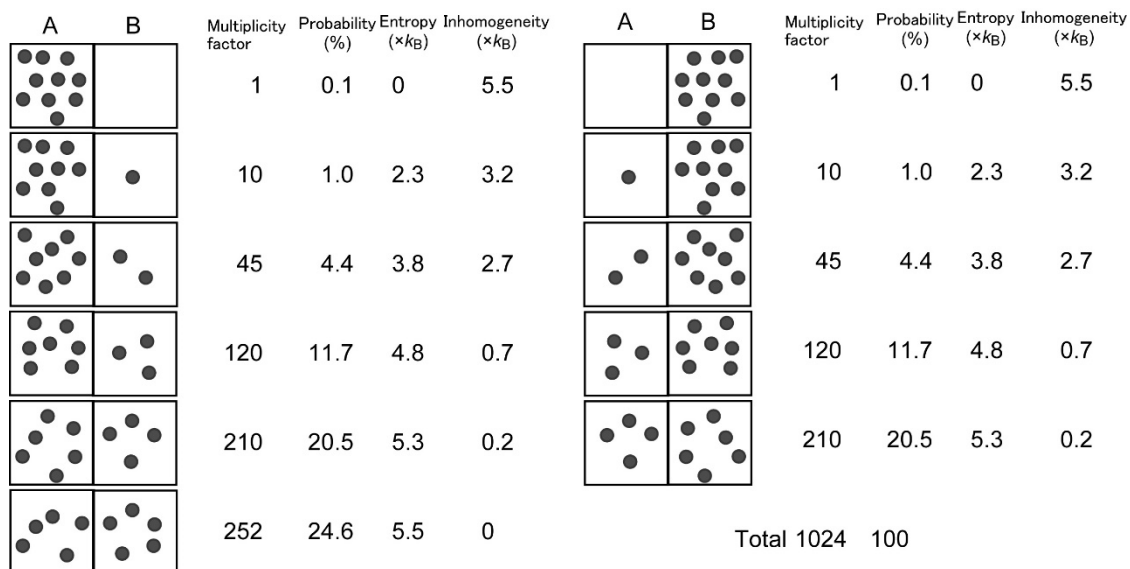 A B Multiplicity factor Probability (%) Entropy (×kB) Inhomogeneity (×kB)
1 0.1 0 5.5
10 1.0 2.3 3.2
45 4.4 3.8 2.7
120 11.7 4.8 0.7
210 20.5 5.3 0.2
252 24.6 5.5 0
A B Multiplicity factor Probability (%) Entropy (×kB) Inhomogeneity (×kB)
1 0.1 0 5.5
10 1.0 2.3 3.2
45 4.4 3.8 2.7
120 11.7 4.8 0.7
210 20.5 5.3 0.2
Total 1024 100